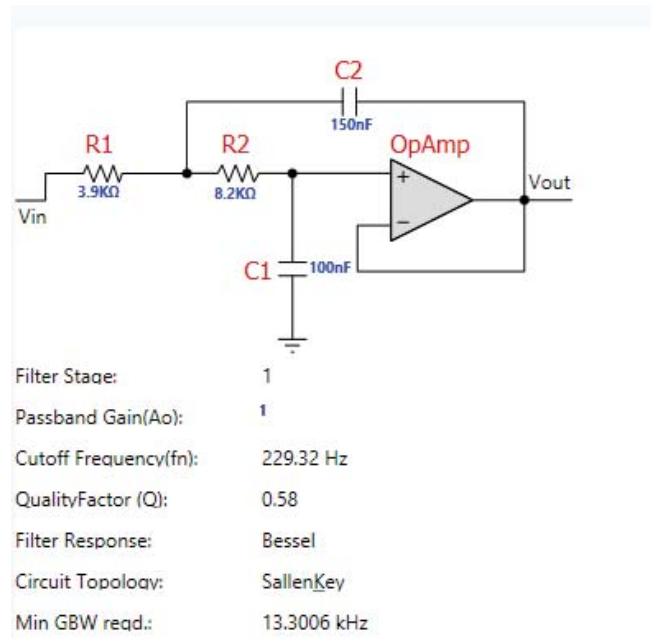 C2
150nF
R1
R2
OpAmp
3.9KΩ
8.2KΩ
+
Vout
Vin
−
C1
100nF
Filter Stage: 1
Passband Gain(Ao): 1
Cutoff Frequency(fn): 229.32 Hz
QualityFactor (Q): 0.58
Filter Response: Bessel
Circuit Topology: SallenKey
Min GBW reqd.: 13.3006 kHz